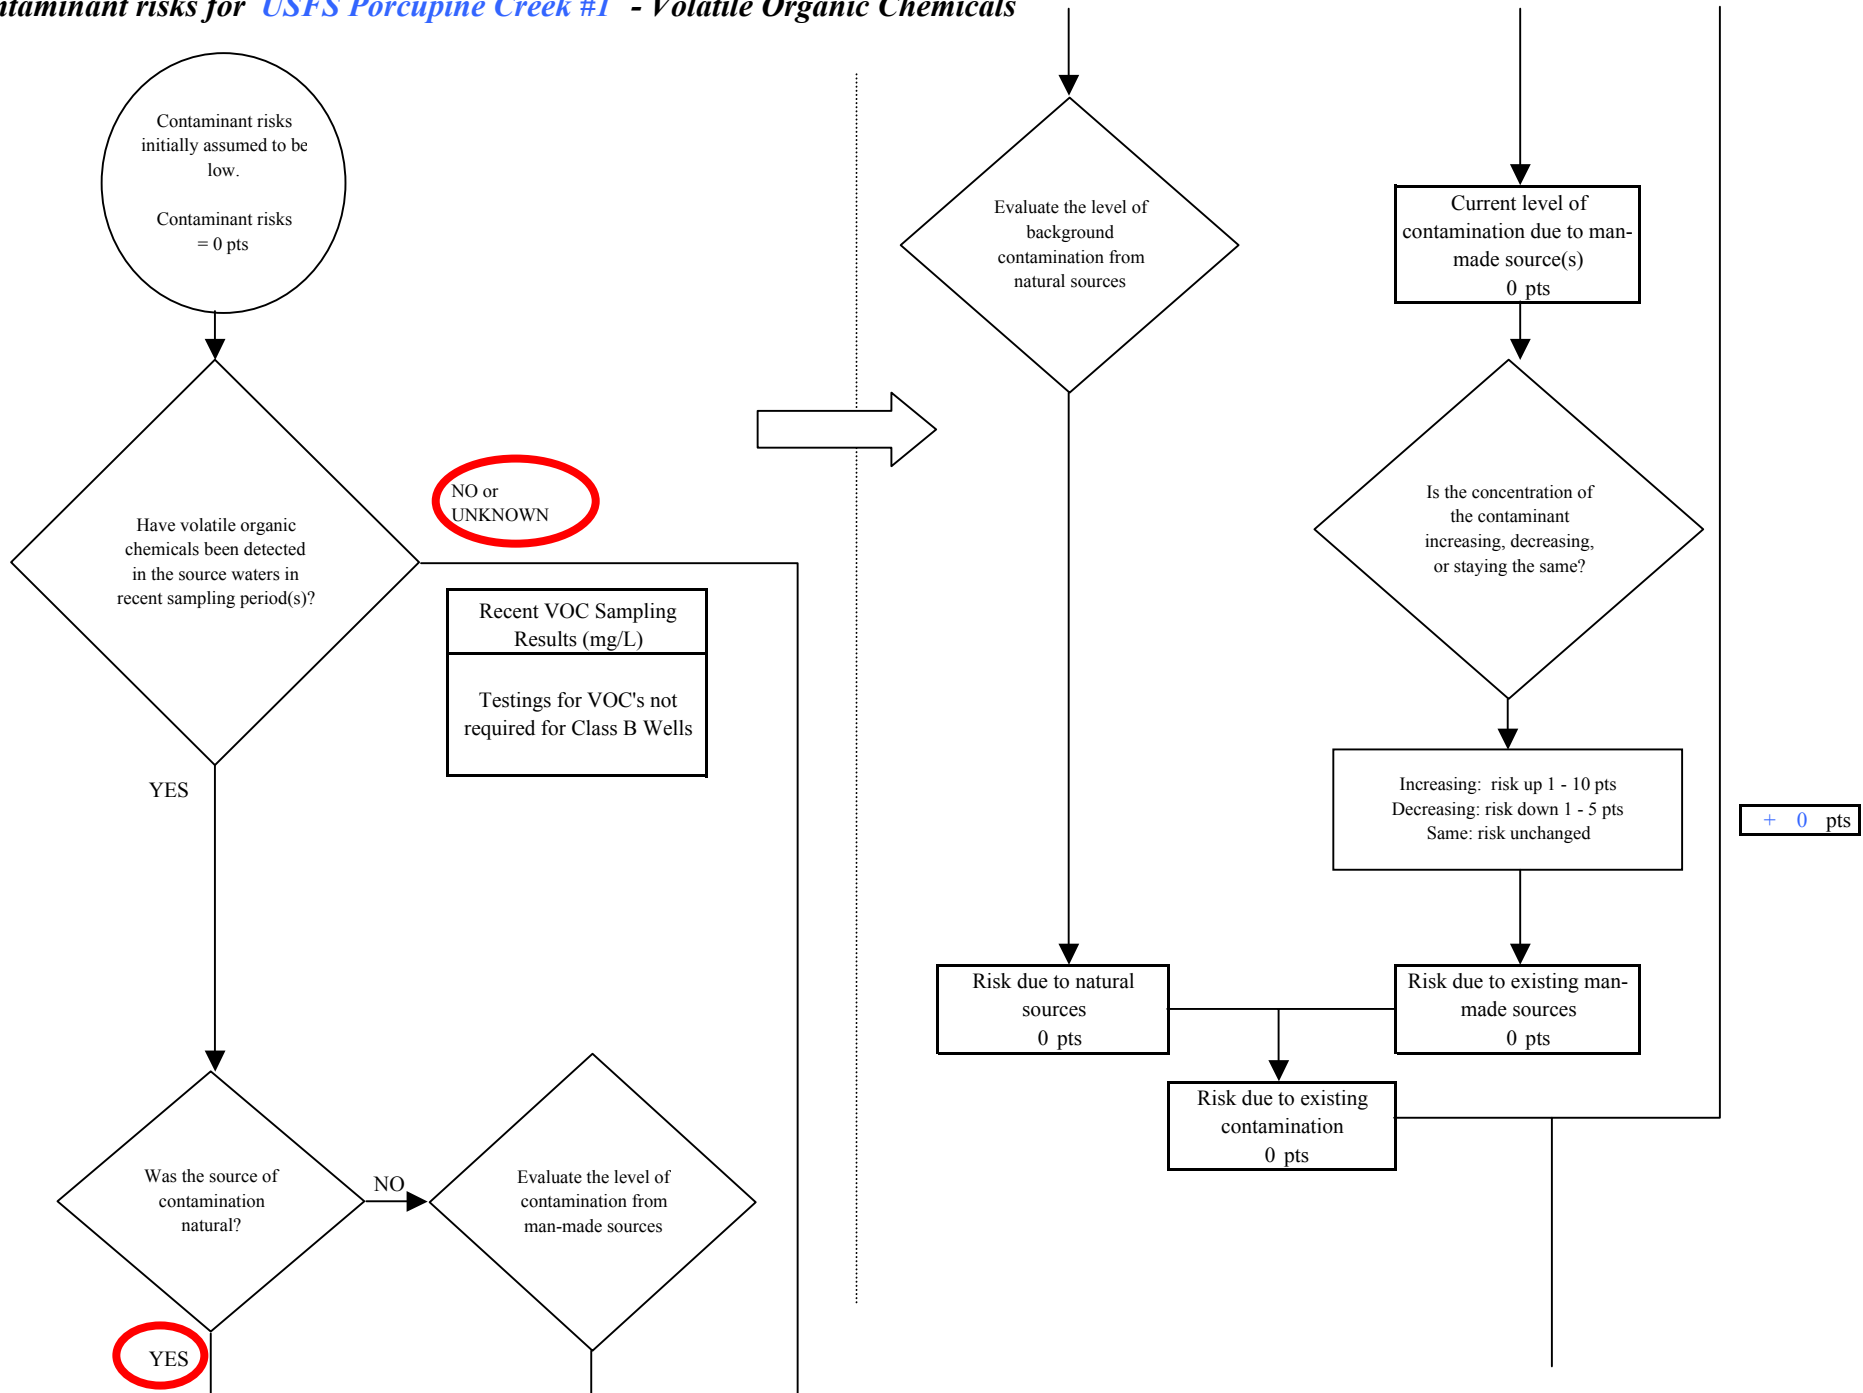 ntaminant risks for USFS Porcupine Creek #1 - Volatile Organic Chemicals
Contaminant risks
initially assumed to be
low.
Contaminant risks
= 0 pts
Have volatile organic
chemicals been detected
in the source waters in
recent sampling period(s)?
NO or
UNKNOWN
Recent VOC Sampling
Results (mg/L)
Testings for VOC's not
required for Class B Wells
YES
Was the source of
contamination
natural?
NO
Evaluate the level of
contamination from
man-made sources
YES
Evaluate the level of
background
contamination from
natural sources
Current level of
contamination due to man-
made source(s)
0 pts
Is the concentration of
the contaminant
increasing, decreasing,
or staying the same?
Increasing: risk up 1 - 10 pts
Decreasing: risk down 1 - 5 pts
Same: risk unchanged
+ 0 pts
Risk due to natural
sources
0 pts
Risk due to existing man-
made sources
0 pts
Risk due to existing
contamination
0 pts